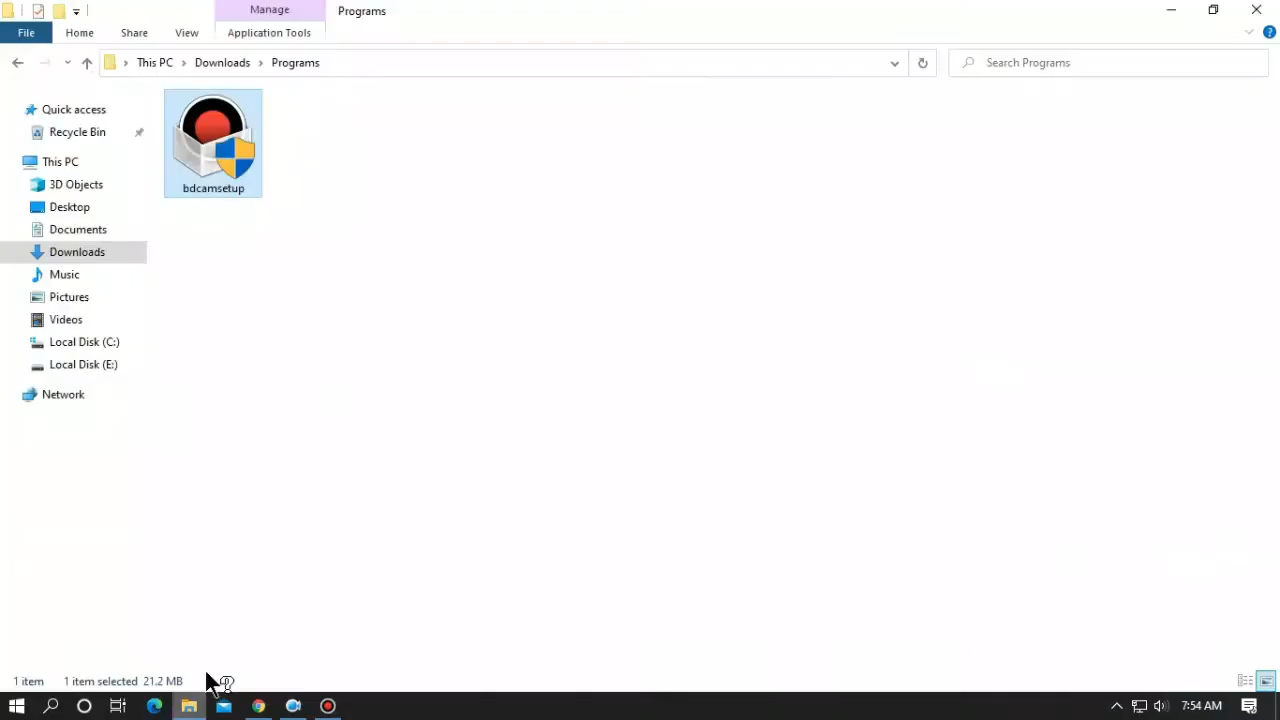 Manage
Programs
File
Home
Share
View
Application Tools
This PC
Downloads
Programs
Search Programs
Quick access
Recycle Bin
This PC
3D Objects
Desktop
Documents
Downloads
Music
Pictures
Videos
Local Disk (C:)
Local Disk (E:)
Network
bdcamsetup
1 item
1 item selected 21.2 MB
7:54 AM